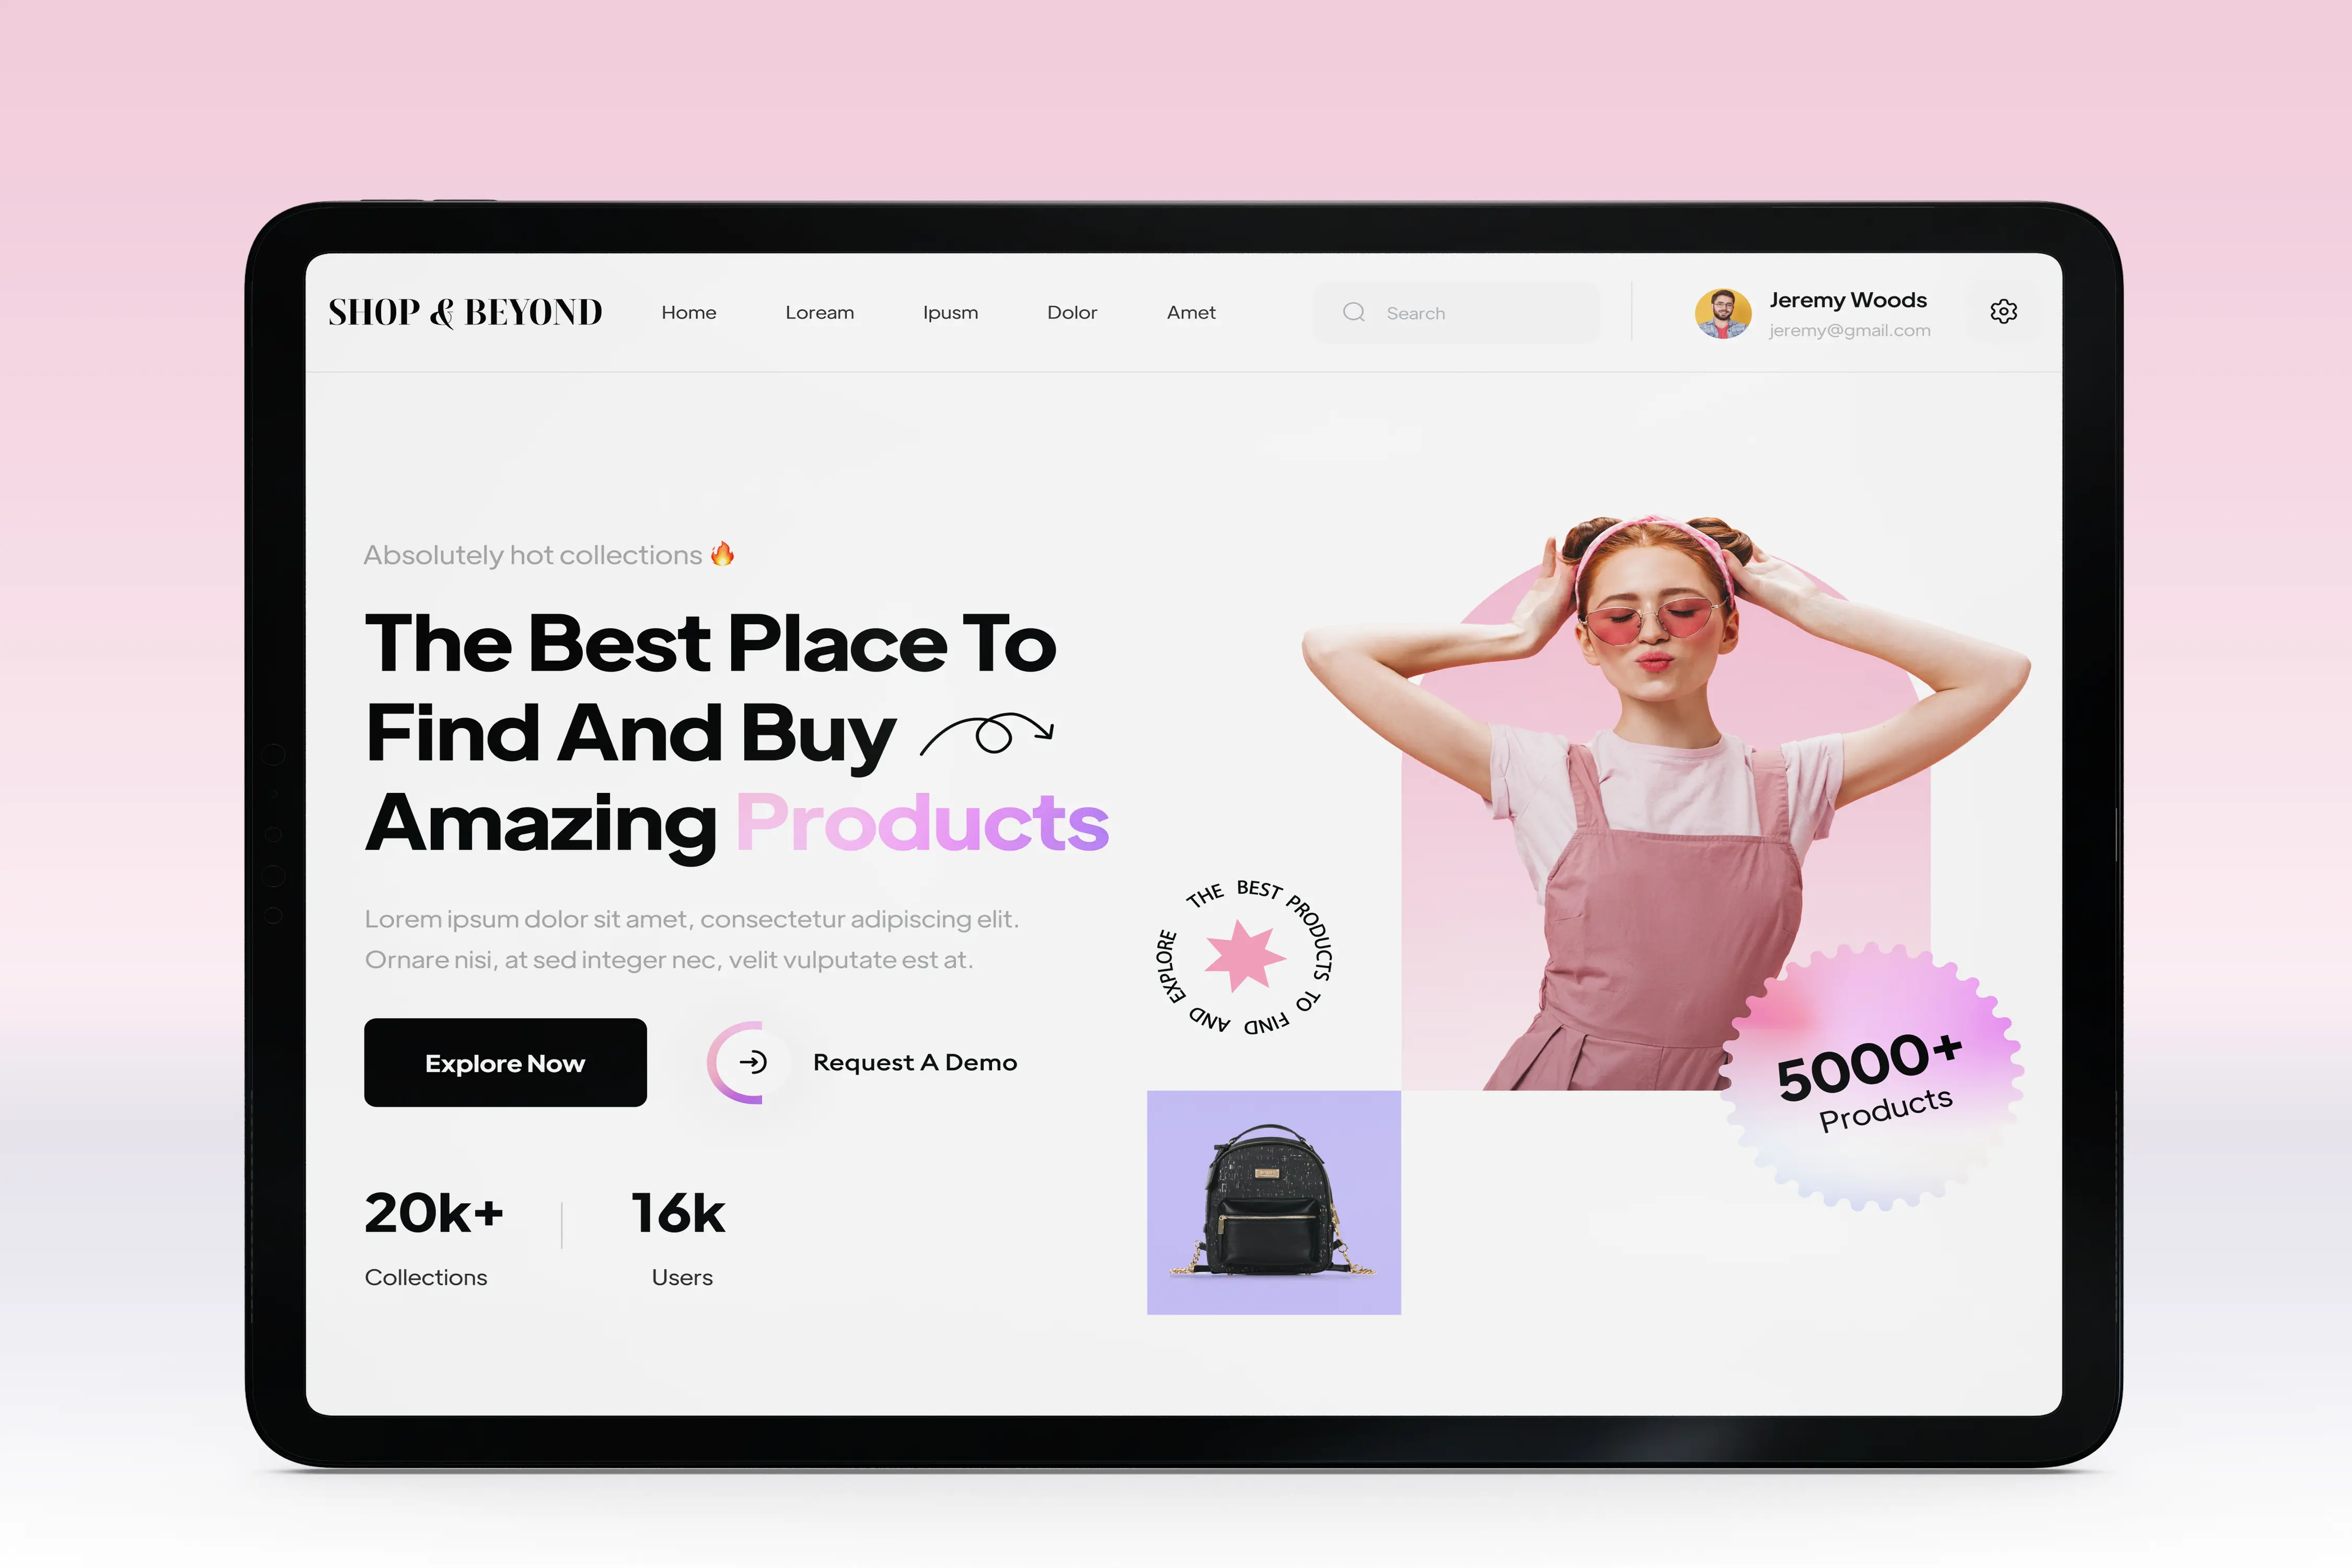 SHOP & BEYOND
Home
Loream
Ipusm
Dolor
Amet
Search
Jeremy Woods
jeremy@gmail.com
Absolutely hot collections 🔥
The Best Place To
Find And Buy
Amazing Products
Lorem ipsum dolor sit amet, consectetur adipiscing elit.
Ornare nisi, at sed integer nec, velit vulputate est at.
Explore Now
Request A Demo
20k+
Collections
16k
Users
THE BEST PRODUCTS TO FIND AND EXPLORE
5000+
Products